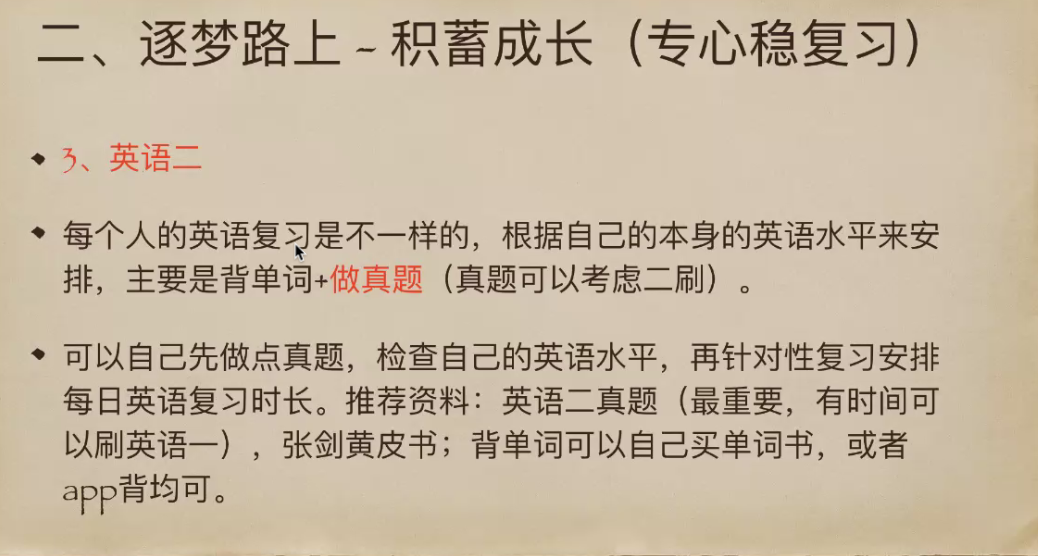 二、逐梦路上 ~ 积蓄成长（专心稳复习）
3、英语二
每个人的英语复习是不一样的，根据自己的本身的英语水平来安
排，主要是背单词+做真题（真题可以考虑二刷）。
可以自己先做点真题，检查自己的英语水平，再针对性复习安排
每日英语复习时长。推荐资料：英语二真题（最重要，有时间可
以刷英语一），张剑黄皮书；背单词可以自己买单词书，或者
app背均可。